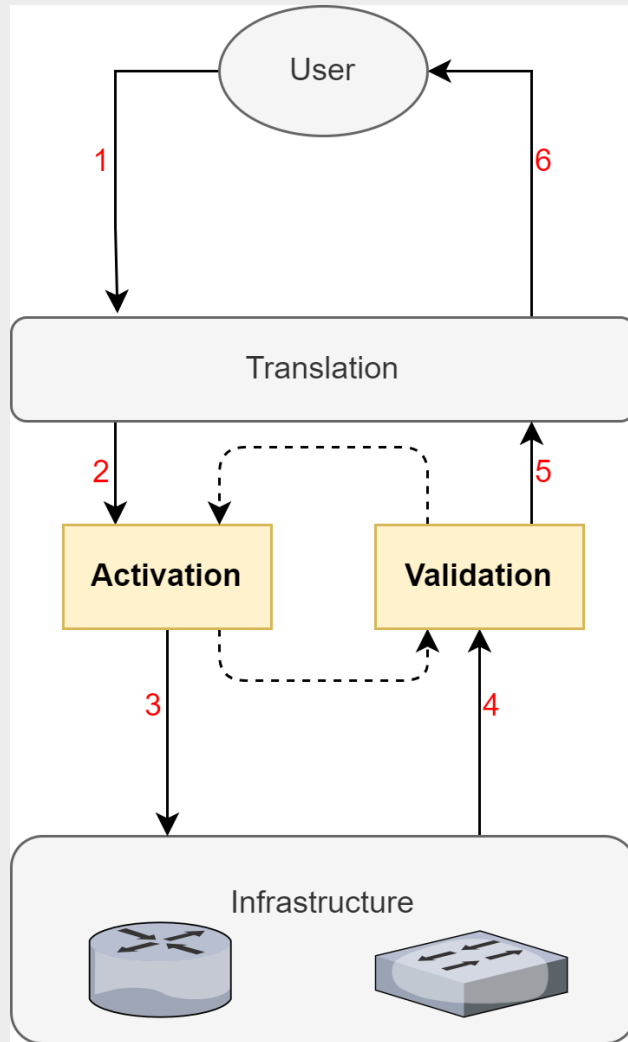 User
1
6
Translation
2
5
Activation
Validation
3
4
Infrastructure